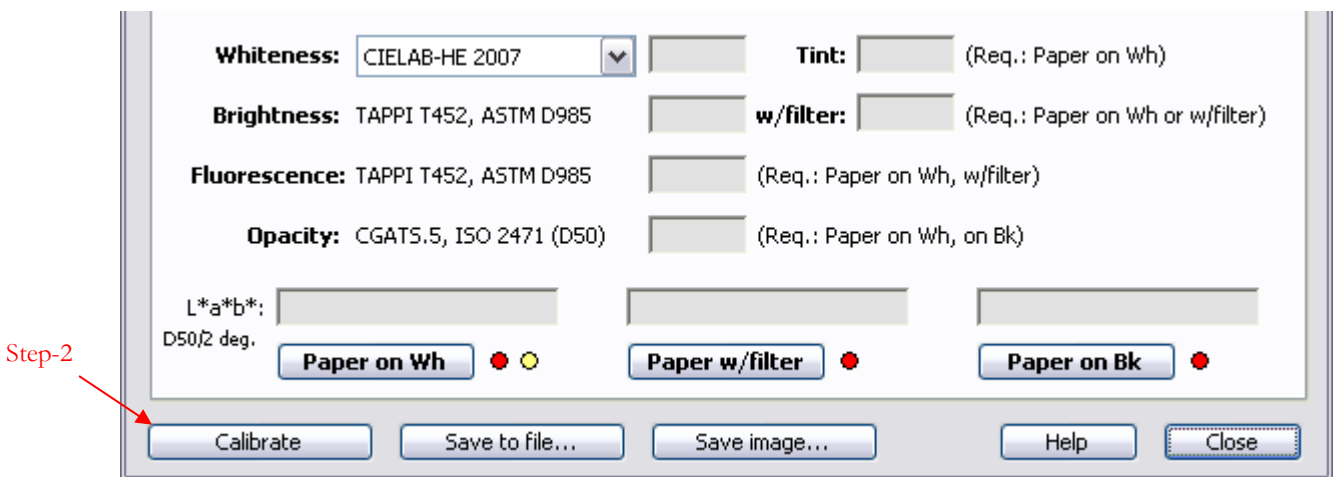 Whiteness: CIELAB-HE 2007 Tint: (Req.: Paper on Wh)
Brightness: TAPPI T452, ASTM D985 w/filter: (Req.: Paper on Wh or w/filter)
Fluorescence: TAPPI T452, ASTM D985 (Req.: Paper on Wh, w/filter)
Opacity: CGATS.5, ISO 2471 (D50) (Req.: Paper on Wh, on Bk)
L*a*b*:
D50/2 deg.
Paper on Wh Paper w/filter Paper on Bk
Step-2
Calibrate Save to file... Save image... Help Close